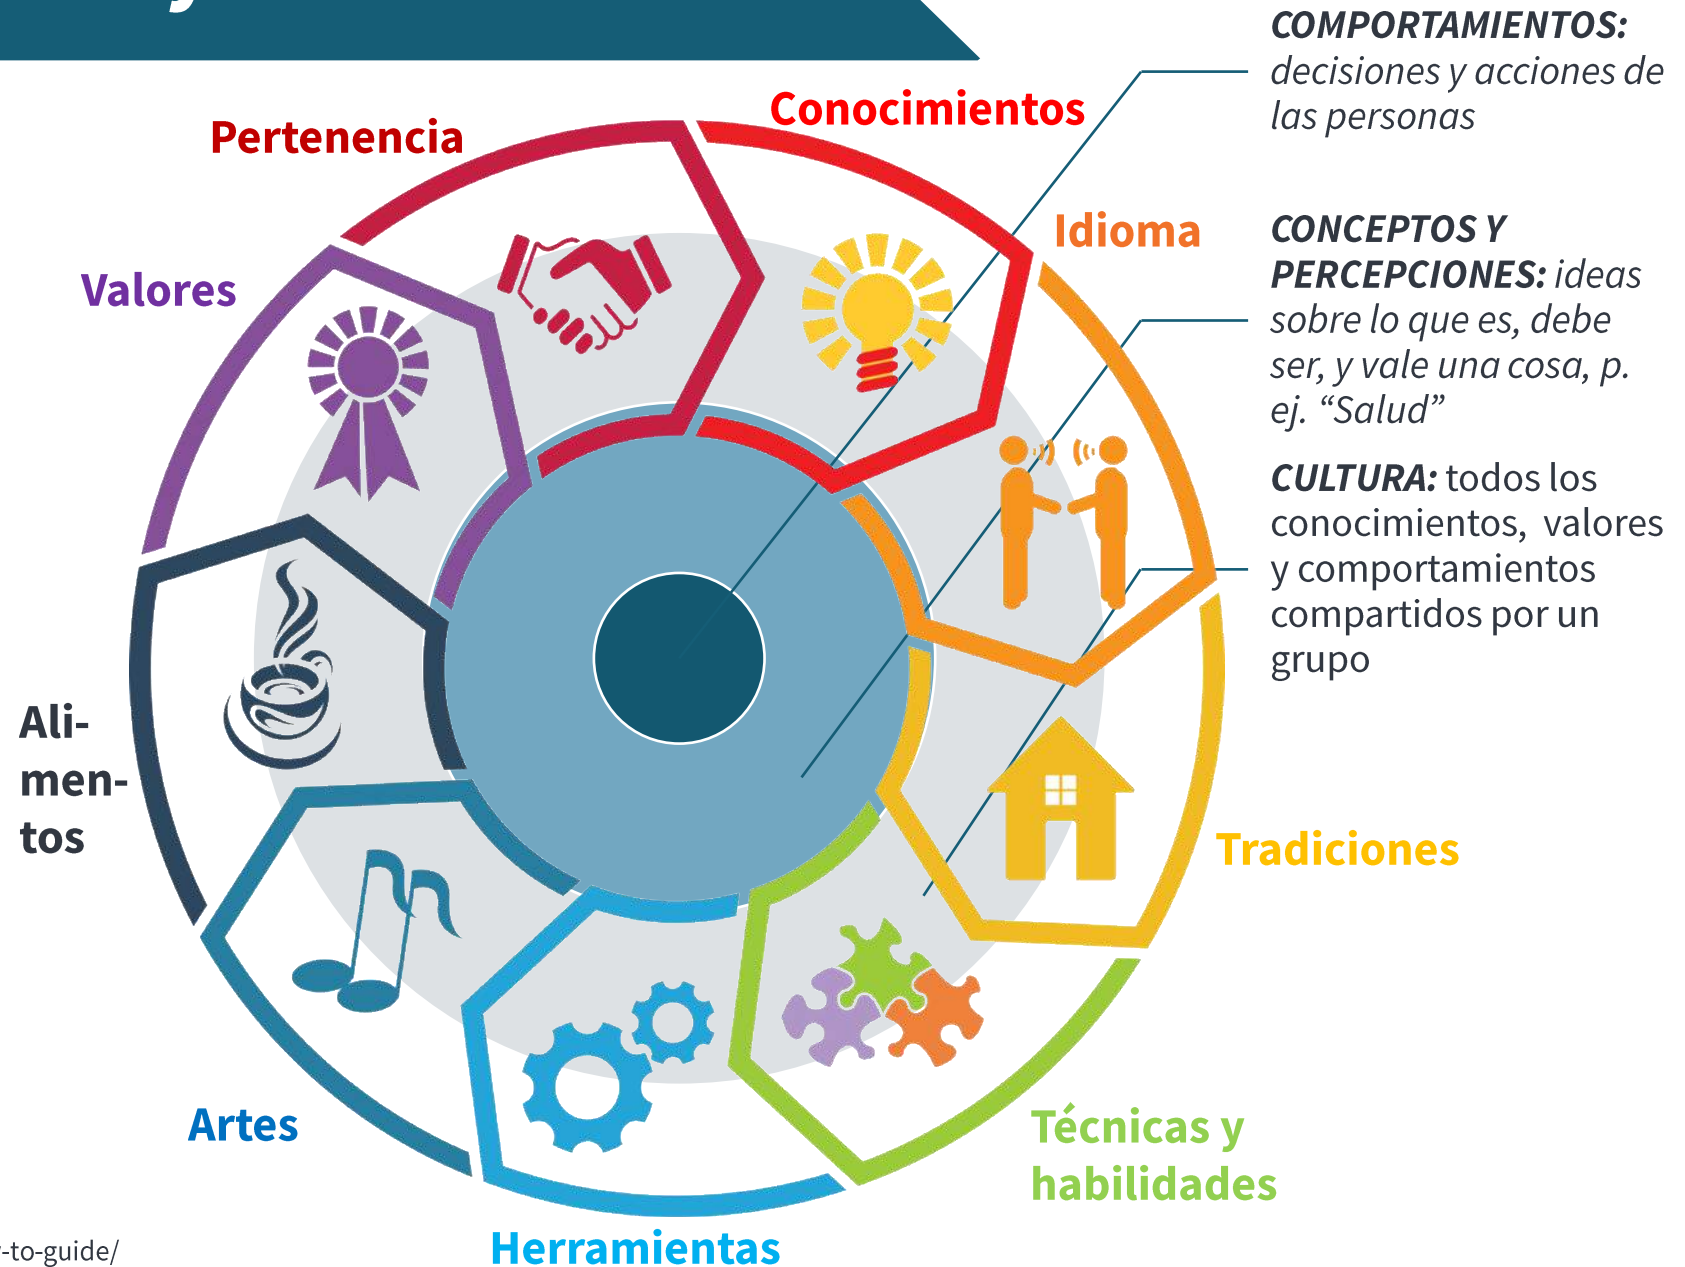 COMPORTAMIENTOS:
decisiones y acciones de
las personas
Conocimientos
Pertenencia
Idioma
CONCEPTOS Y
PERCEPCIONES: ideas
sobre lo que es, debe
ser, y vale una cosa, p.
ej. “Salud”
Valores
CULTURA: todos los
conocimientos, valores
y comportamientos
compartidos por un
grupo
Ali-
men-
tos
Tradiciones
Artes
Técnicas y
habilidades
Herramientas
-to-guide/